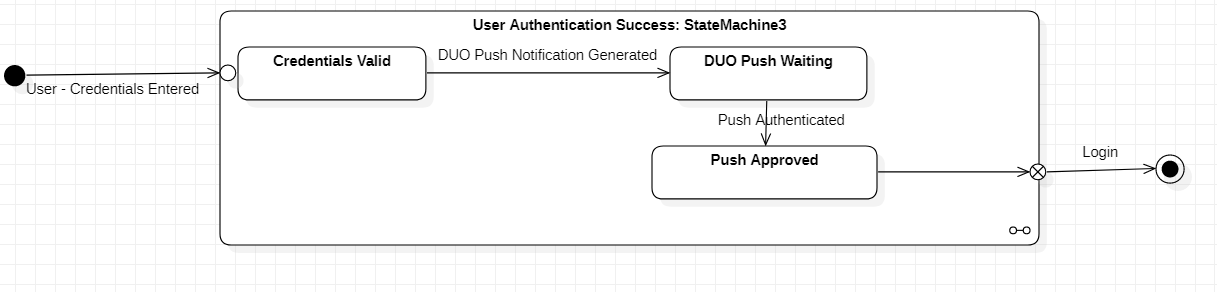 User Authentication Success: StateMachine3
User - Credentials Entered
Credentials Valid
DUO Push Notification Generated
DUO Push Waiting
Push Authenticated
Push Approved
Login